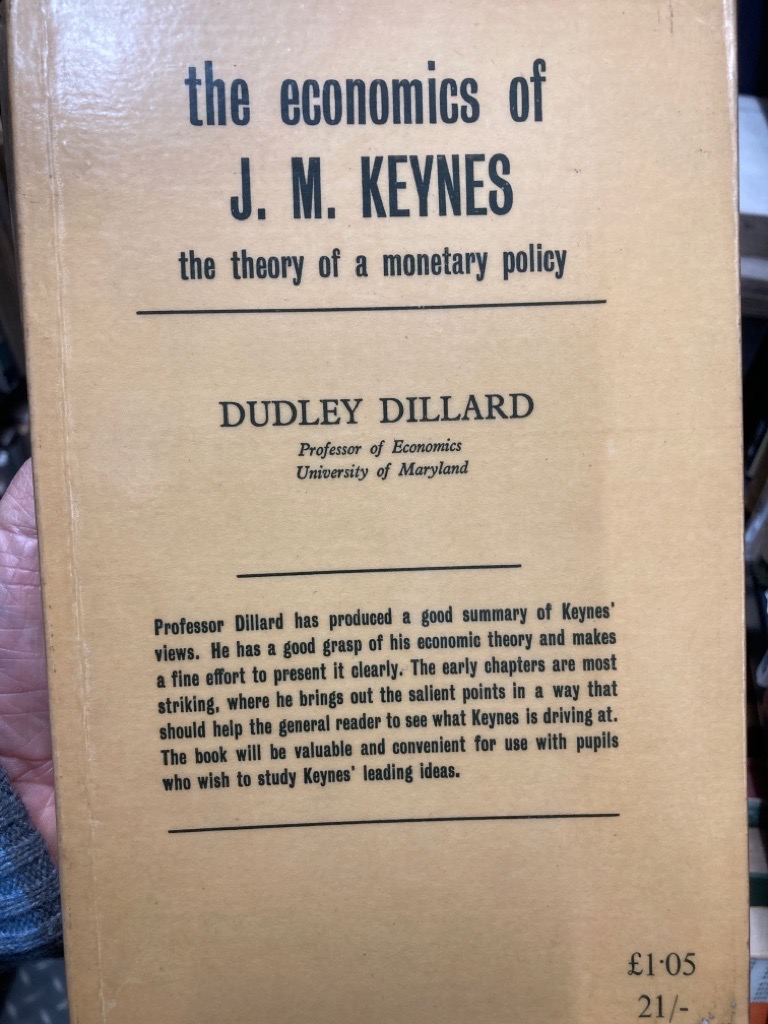 the economics of
J. M. KEYNES
the theory of a monetary policy
DUDLEY DILLARD
Professor of Economics
University of Maryland
Professor Dillard has produced a good summary of Keynes'
views. He has a good grasp of his economic theory and makes
a fine effort to present it clearly. The early chapters are most
striking, where he brings out the salient points in a way that
should help the general reader to see what Keynes is driving at.
The book will be valuable and convenient for use with pupils
who wish to study Keynes' leading ideas.
£1·05
21/-